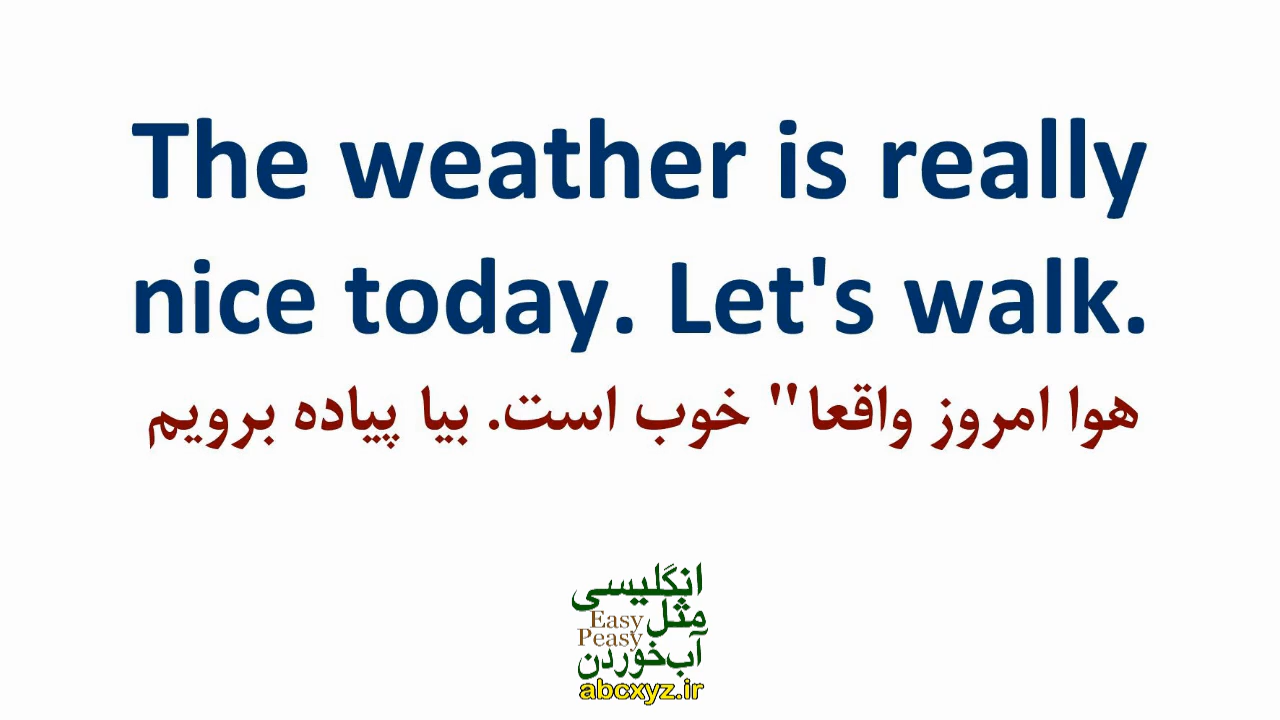 The weather is really
nice today. Let's walk.
هوا امروز واقعا" خوب است. بیا پیاده برویم
انگلیسی
مثل
Easy
Peasy
آب خوردن
abcxyz.ir